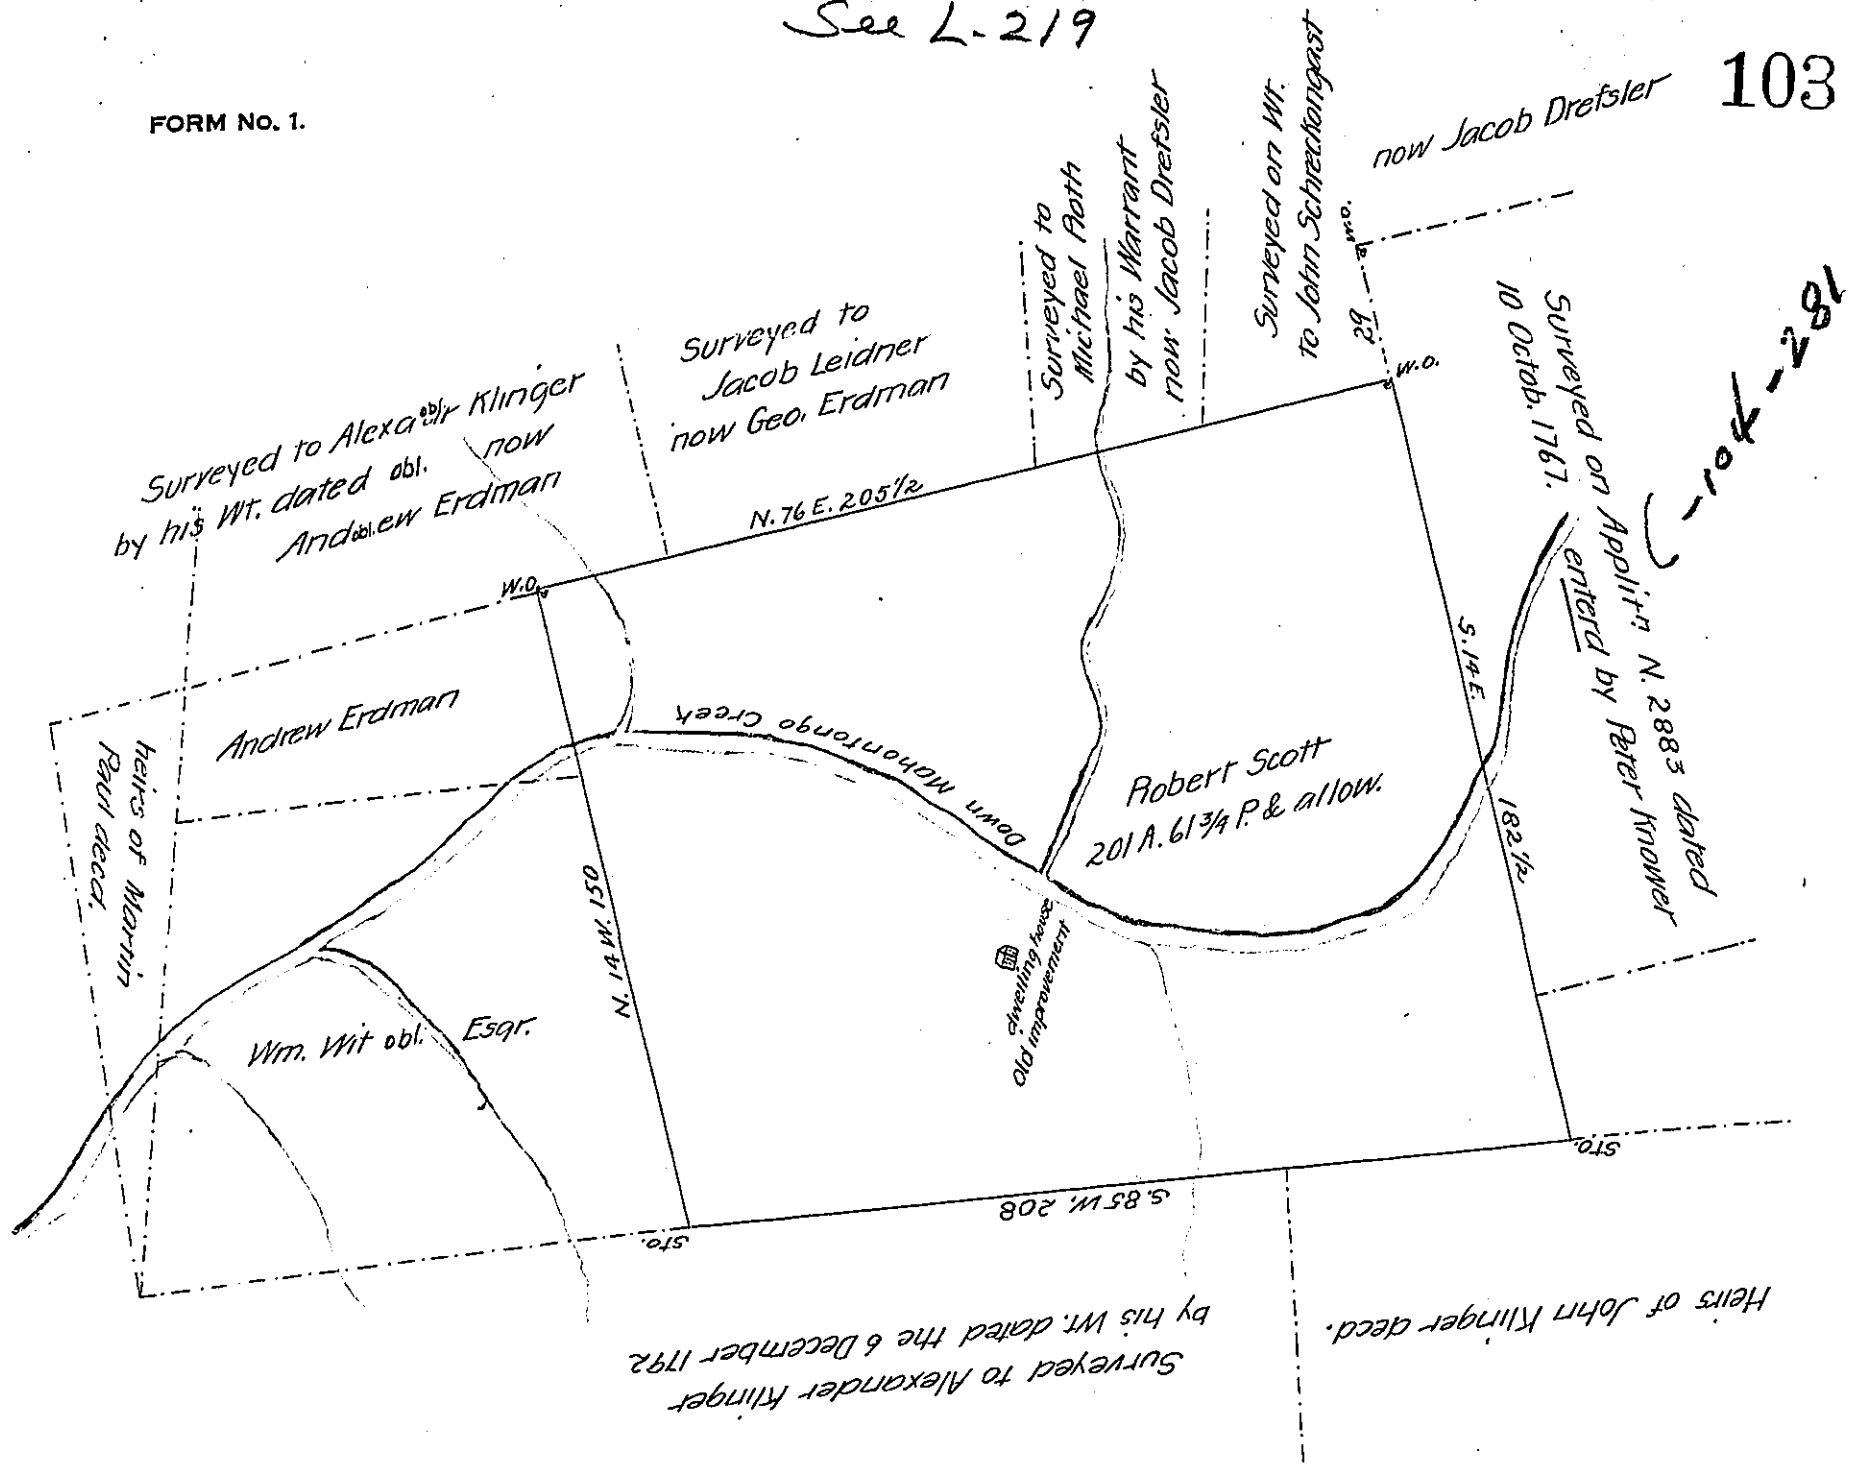 See L-219
103
FORM No. 1.
now Jacob Drefsler
Surveyed on Wt.
to John Schreckongast
Surveyed to
Michael Roth
by his Warrant
now Jacob Drefsler
Surveyed to
Jacob Leidner
now Geo. Erdman
Surveyed to Alexa obl. r Klinger
by his Wt. dated obl. now
And obl. ew Erdman
w.o.
29
W.O.
Surveyed on Applit'n N. 2883 dated
10 Octob. 1767. enterd by Peter Knower
281
N. 76 E. 205½
W.O.
S. 14 E. 182½
Andrew Erdman
heirs of Martin
Paul decd.
Down Mahontongo Creek
Robert Scott
201 A. 61 ¾ P. & allow.
N. 14 W. 150
dwelling house
Old improvement
Wm. Wit obl. Esqr.
Sto.
S. 85 W. 208
Sto.
Surveyed to Alexander Klinger
by his Wt. dated the 6 December 1792
Heirs of John Klinger decd.